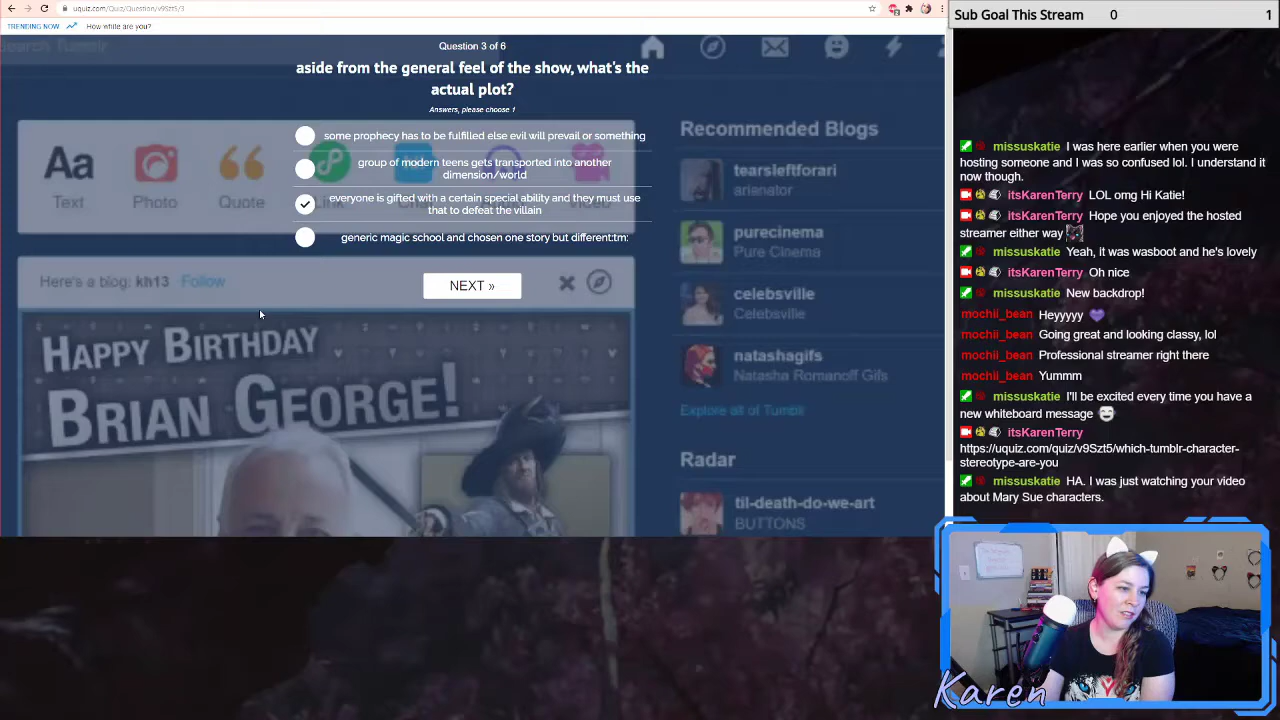 uquiz.com/Quiz/Question/v9Szt5/3
TRENDING NOW
How white are you?
Search Tumblr
Question 3 of 6
aside from the general feel of the show, what's the
actual plot?
Answers, please choose 1
some prophecy has to be fulfilled else evil will prevail or something
group of modern teens gets transported into another
dimension/world
everyone is gifted with a certain special ability and they must use
that to defeat the villain
generic magic school and chosen one story but different:tm:
NEXT »
Aa
Text
Photo
Quote
Link
Video
Here's a blog: kh13 Follow
HAPPY BIRTHDAY
BRIAN GEORGE!
Recommended Blogs
tearsleftforari
arianator
purecinema
Pure Cinema
celebsville
Celebsville
natashagifs
Natasha Romanoff Gifs
Explore all of Tumblr
Radar
til-death-do-we-art
BUTTONS
Sub Goal This Stream 0 1
missuskatie I was here earlier when you were
hosting someone and I was so confused lol. I understand it
now though.
itsKarenTerry LOL omg Hi Katie!
itsKarenTerry Hope you enjoyed the hosted
streamer either way
missuskatie Yeah, it was wasboot and he's lovely
itsKarenTerry Oh nice
missuskatie New backdrop!
mochii_bean Heyyyyy
mochii_bean Going great and looking classy, lol
mochii_bean Professional streamer right there
mochii_bean Yummm
missuskatie I'll be excited every time you have a
new whiteboard message
itsKarenTerry
https://uquiz.com/quiz/v9Szt5/which-tumblr-character-
stereotype-are-you
missuskatie HA. I was just watching your video
about Mary Sue characters.
Karen